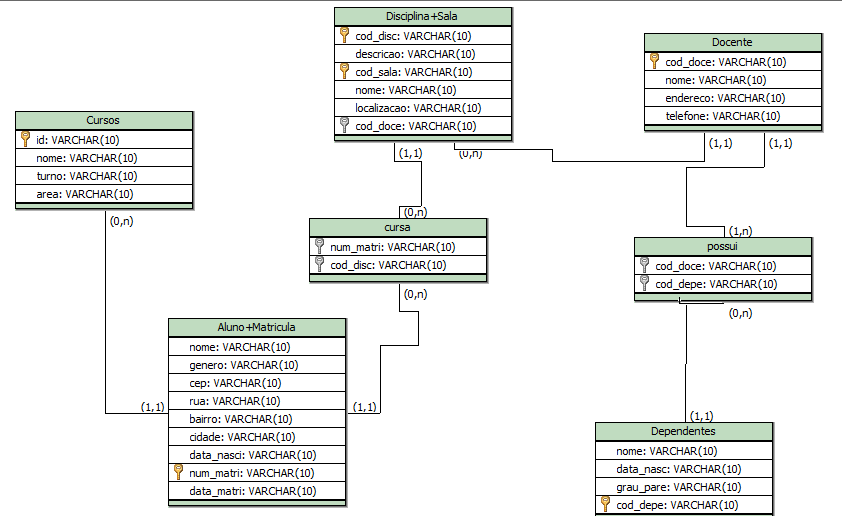 Disciplina+Sala
cod_disc: VARCHAR(10)
descricao: VARCHAR(10)
cod_sala: VARCHAR(10)
nome: VARCHAR(10)
localizacao: VARCHAR(10)
cod_doce: VARCHAR(10)
Docente
cod_doce: VARCHAR(10)
nome: VARCHAR(10)
endereco: VARCHAR(10)
telefone: VARCHAR(10)
Cursos
id: VARCHAR(10)
nome: VARCHAR(10)
turno: VARCHAR(10)
area: VARCHAR(10)
(1,1)
(0,n)
(1,1)
(1,1)
(0,n)
(0,n)
(1,n)
cursa
num_matri: VARCHAR(10)
cod_disc: VARCHAR(10)
(0,n)
possui
cod_doce: VARCHAR(10)
cod_depe: VARCHAR(10)
(0,n)
Aluno+Matricula
nome: VARCHAR(10)
genero: VARCHAR(10)
cep: VARCHAR(10)
rua: VARCHAR(10)
bairro: VARCHAR(10)
cidade: VARCHAR(10)
data_nasci: VARCHAR(10)
num_matri: VARCHAR(10)
data_matri: VARCHAR(10)
(1,1)
(1,1)
(1,1)
Dependentes
nome: VARCHAR(10)
data_nasc: VARCHAR(10)
grau_pare: VARCHAR(10)
cod_depe: VARCHAR(10)